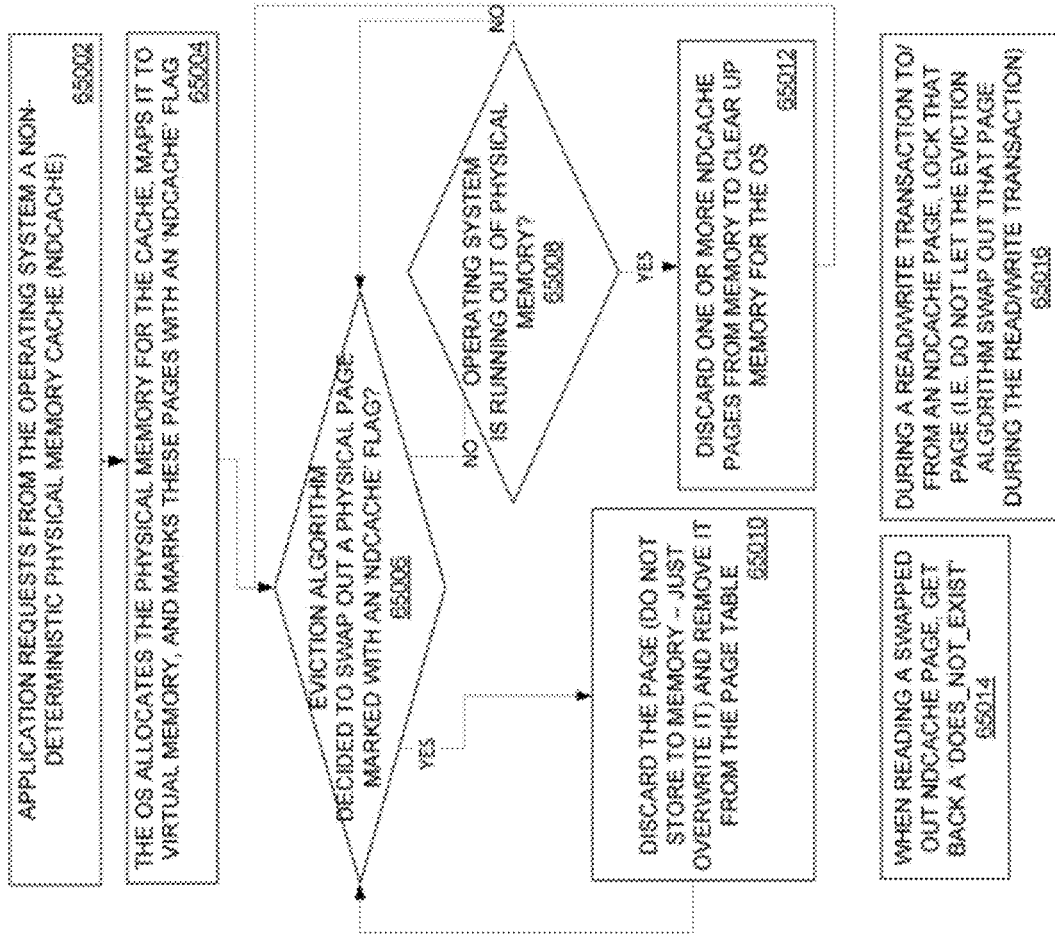 APPLICATION REQUESTS FROM THE OPERATING SYSTEM A NON-
DETERMINISTIC PHYSICAL MEMORY CACHE (NDCACHE)
65002
THE OS ALLOCATES THE PHYSICAL MEMORY FOR THE CACHE, MAPS IT TO
VIRTUAL MEMORY, AND MARKS THESE PAGES WITH AN 'NDCACHE' FLAG
65004
EVICTION ALGORITHM
DECIDED TO SWAP OUT A PHYSICAL PAGE
MARKED WITH AN 'NDCACHE' FLAG?
65006
YES
NO
OPERATING SYSTEM
IS RUNNING OUT OF PHYSICAL
MEMORY?
65008
NO
YES
DISCARD THE PAGE (DO NOT
STORE TO MEMORY - JUST
OVERWRITE IT) AND REMOVE IT
FROM THE PAGE TABLE
65010
DISCARD ONE OR MORE NDCACHE
PAGES FROM MEMORY TO CLEAR UP
MEMORY FOR THE OS
65012
WHEN READING A SWAPPED
OUT NDCACHE PAGE, GET
BACK A 'DOES_NOT_EXIST'
65014
DURING A READ/WRITE TRANSACTION TO/
FROM AN NDCACHE PAGE, LOCK THAT
PAGE (I.E. DO NOT LET THE EVICTION
ALGORITHM SWAP OUT THAT PAGE
DURING THE READ/WRITE TRANSACTION)
65016